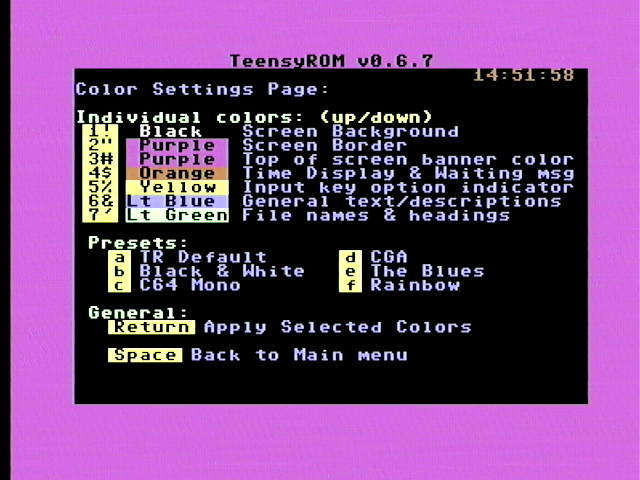 TeensyROM v0.6.7
14:51:58
Color Settings Page:
Individual colors: (up/down)
1! Black Screen Background
2" Purple Screen Border
3# Purple Top of screen banner color
4$ Orange Time Display & Waiting msg
5% Yellow Input key option indicator
6& Lt Blue General text/descriptions
7' Lt Green File names & headings
Presets:
a TR Default d CGA
b Black & White e The Blues
c C64 Mono f Rainbow
General:
Return Apply Selected Colors
Space Back to Main menu